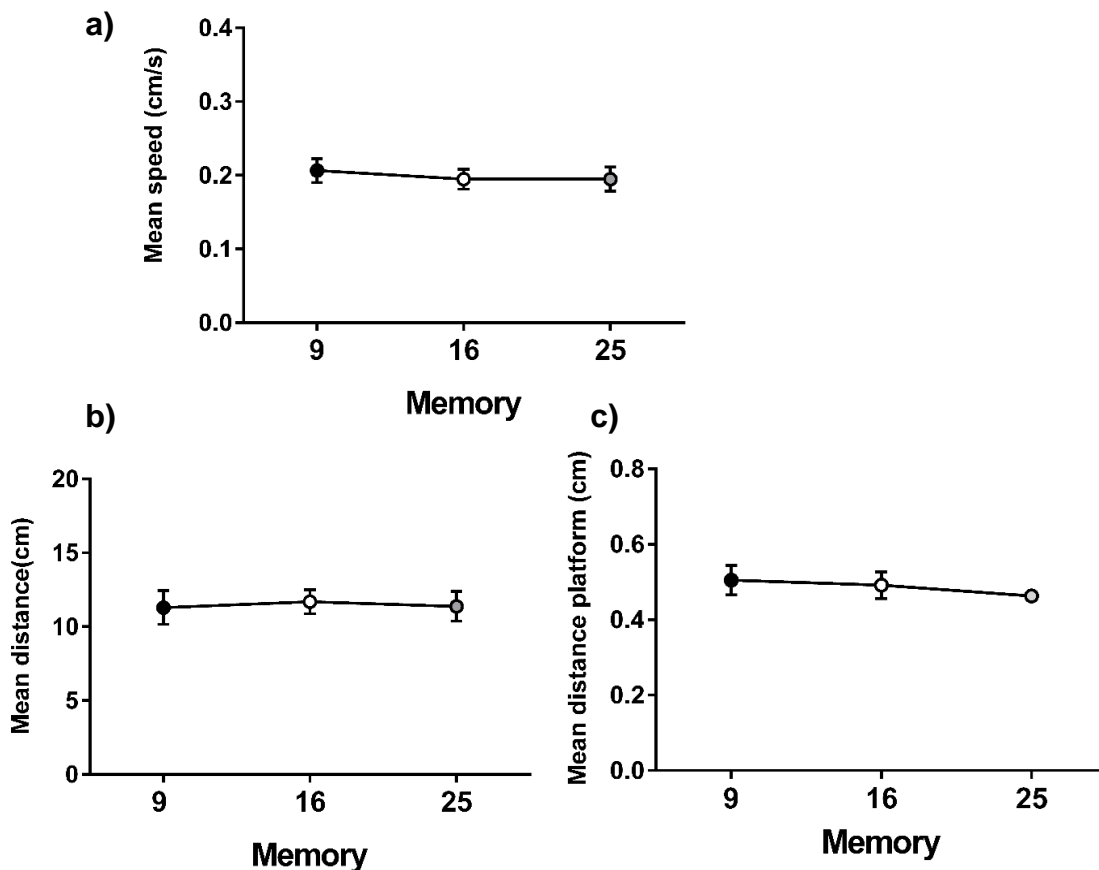 a)
Mean speed (cm/s)
0.4
0.3
0.2
0.1
0.0
9 16 25
Memory
b)
Mean distance(cm)
20
15
10
5
0
9 16 25
Memory
c)
Mean distance platform (cm)
0.8
0.6
0.4
0.2
0.0
9 16 25
Memory